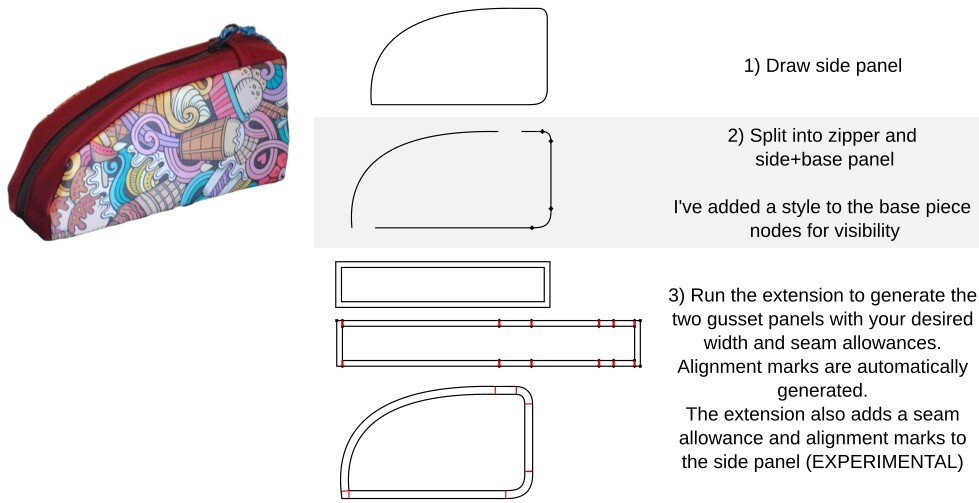 1) Draw side panel
2) Split into zipper and
side+base panel
I've added a style to the base piece
nodes for visibility
3) Run the extension to generate the
two gusset panels with your desired
width and seam allowances.
Alignment marks are automatically
generated.
The extension also adds a seam
allowance and alignment marks to
the side panel (EXPERIMENTAL)